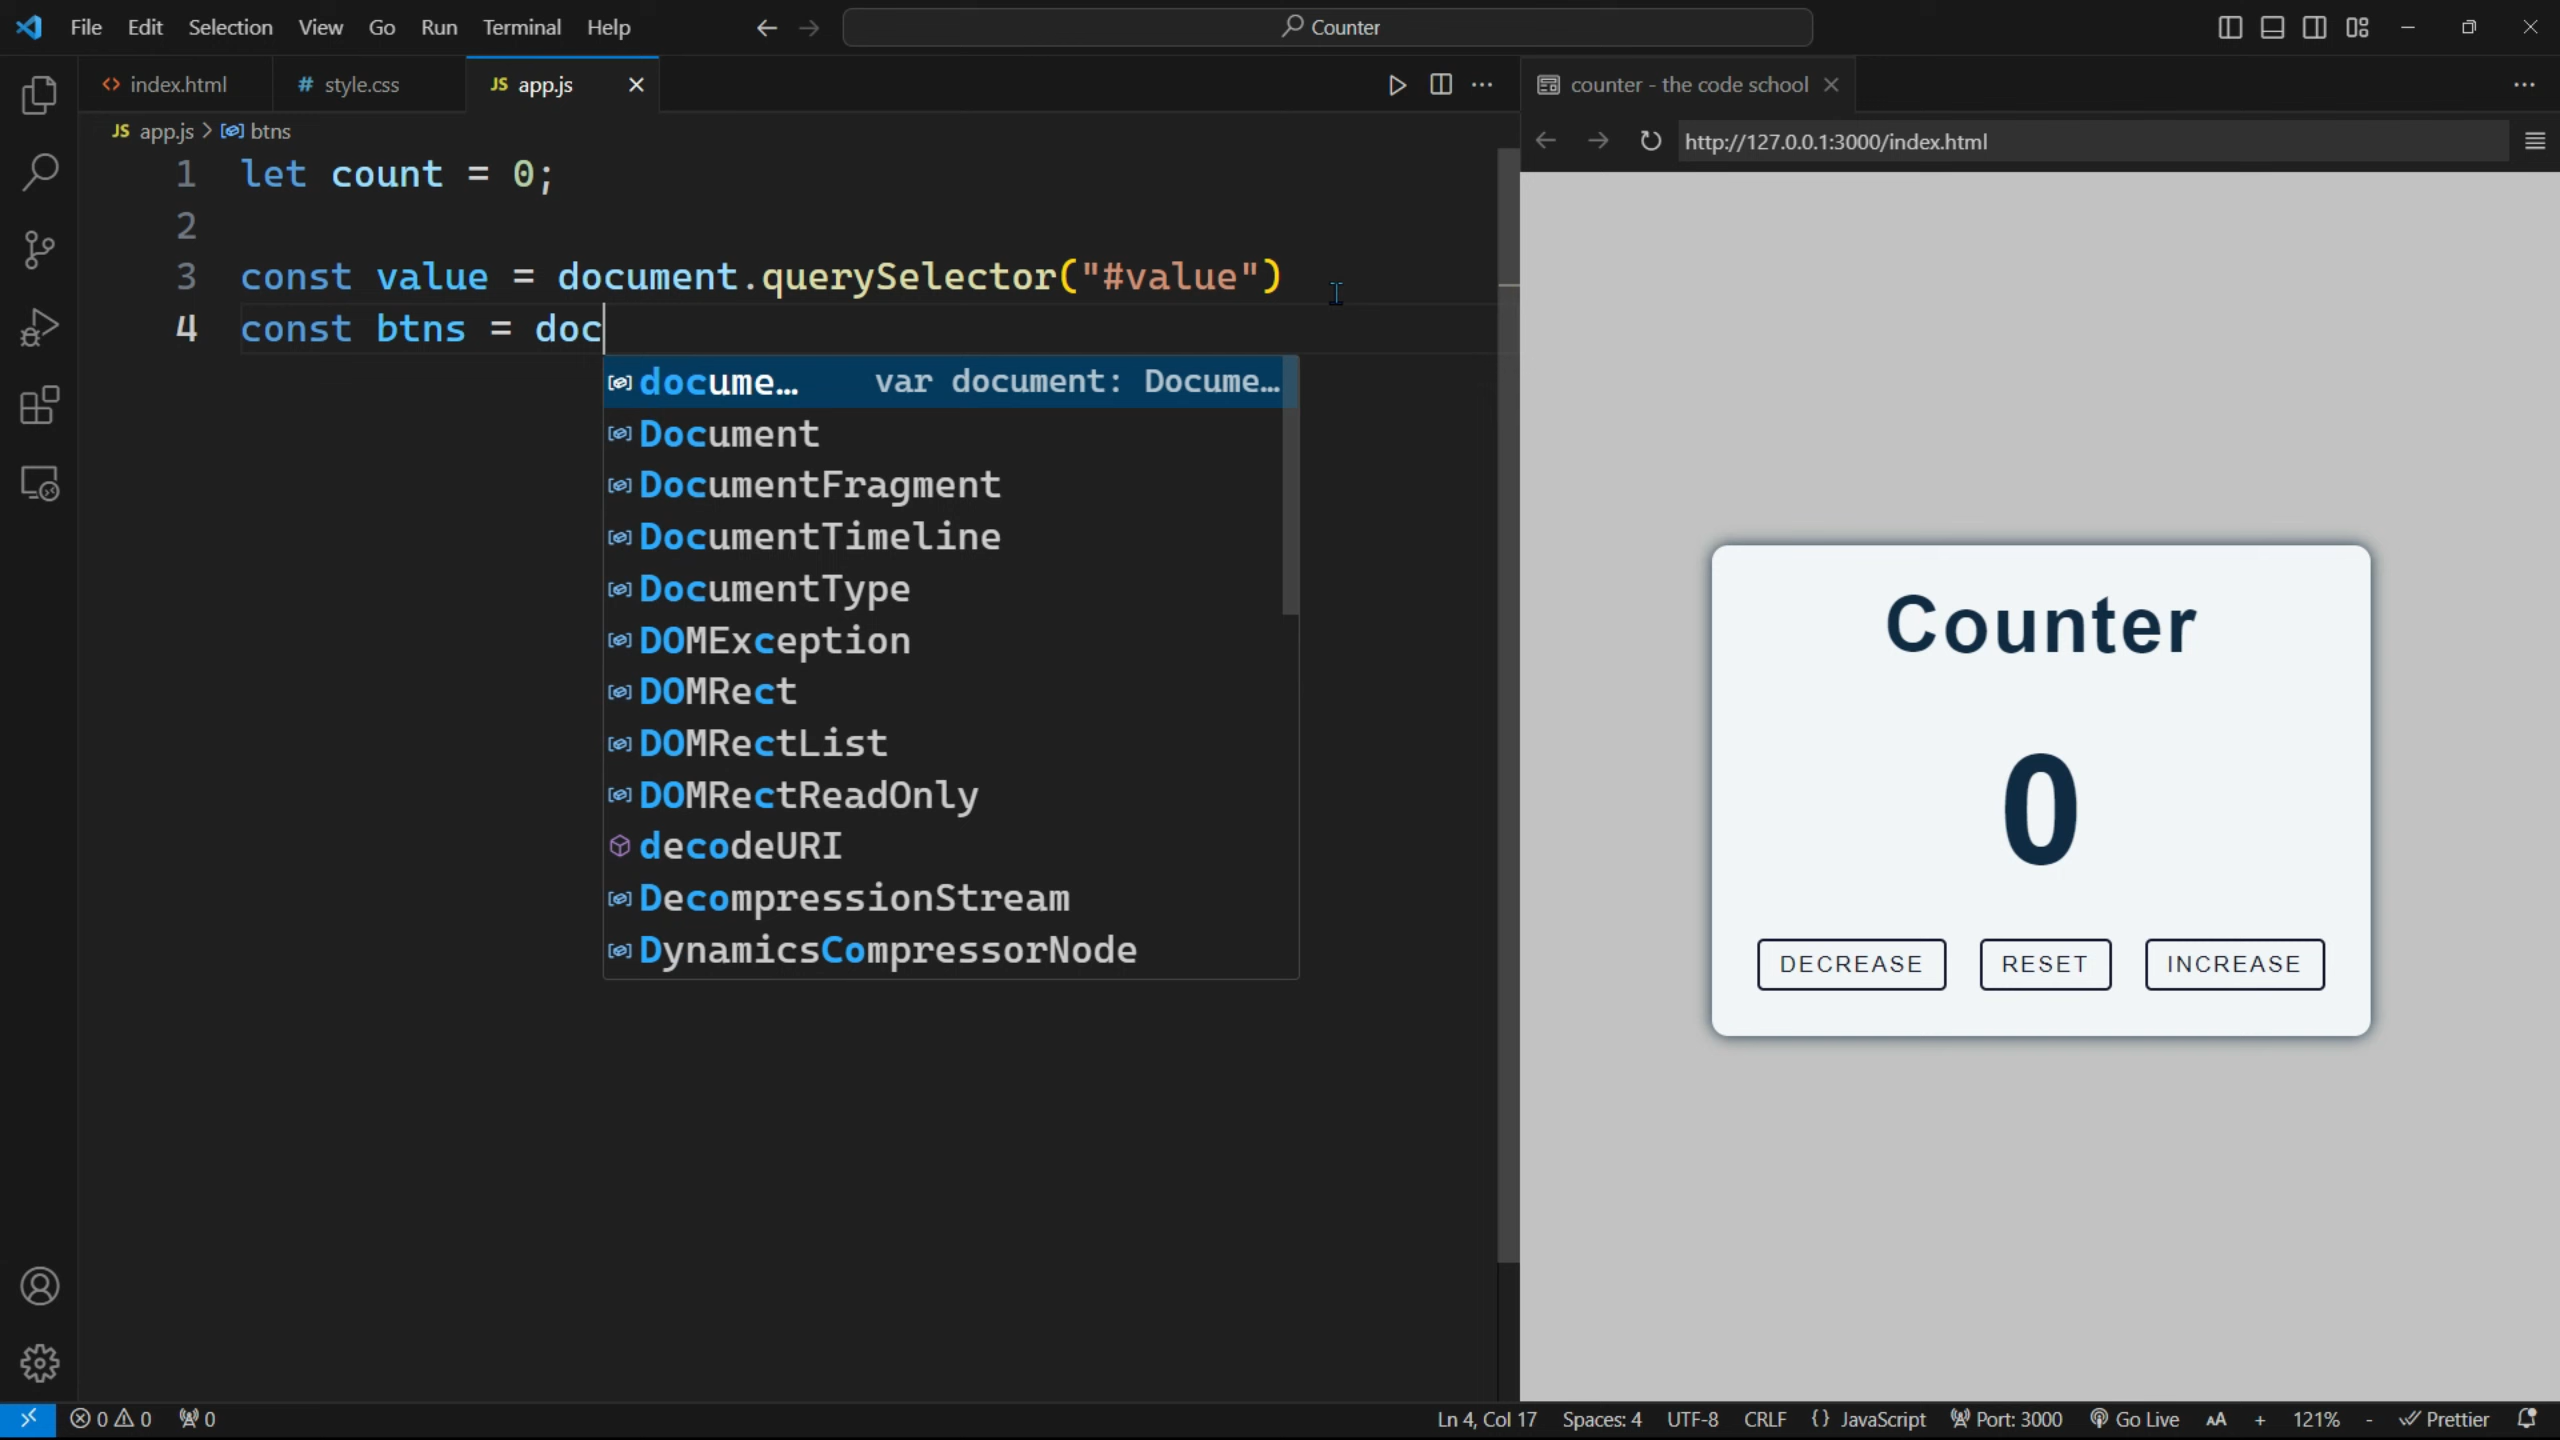 File Edit Selection View Go Run Terminal Help
Counter
index.html
# style.css
JS app.js
counter - the code school
JS app.js > btns
http://127.0.0.1:3000/index.html
1 let count = 0;
2
3 const value = document.querySelector("#value")
4 const btns = doc
docume… var document: Docume…
Document
DocumentFragment
DocumentTimeline
DocumentType
DOMException
DOMRect
DOMRectList
DOMRectReadOnly
decodeURI
DecompressionStream
DynamicsCompressorNode
Counter
0
DECREASE RESET INCREASE
0 0 0
Ln 4, Col 17 Spaces: 4 UTF-8 CRLF {} JavaScript Port: 3000 Go Live AA + 121% - Prettier